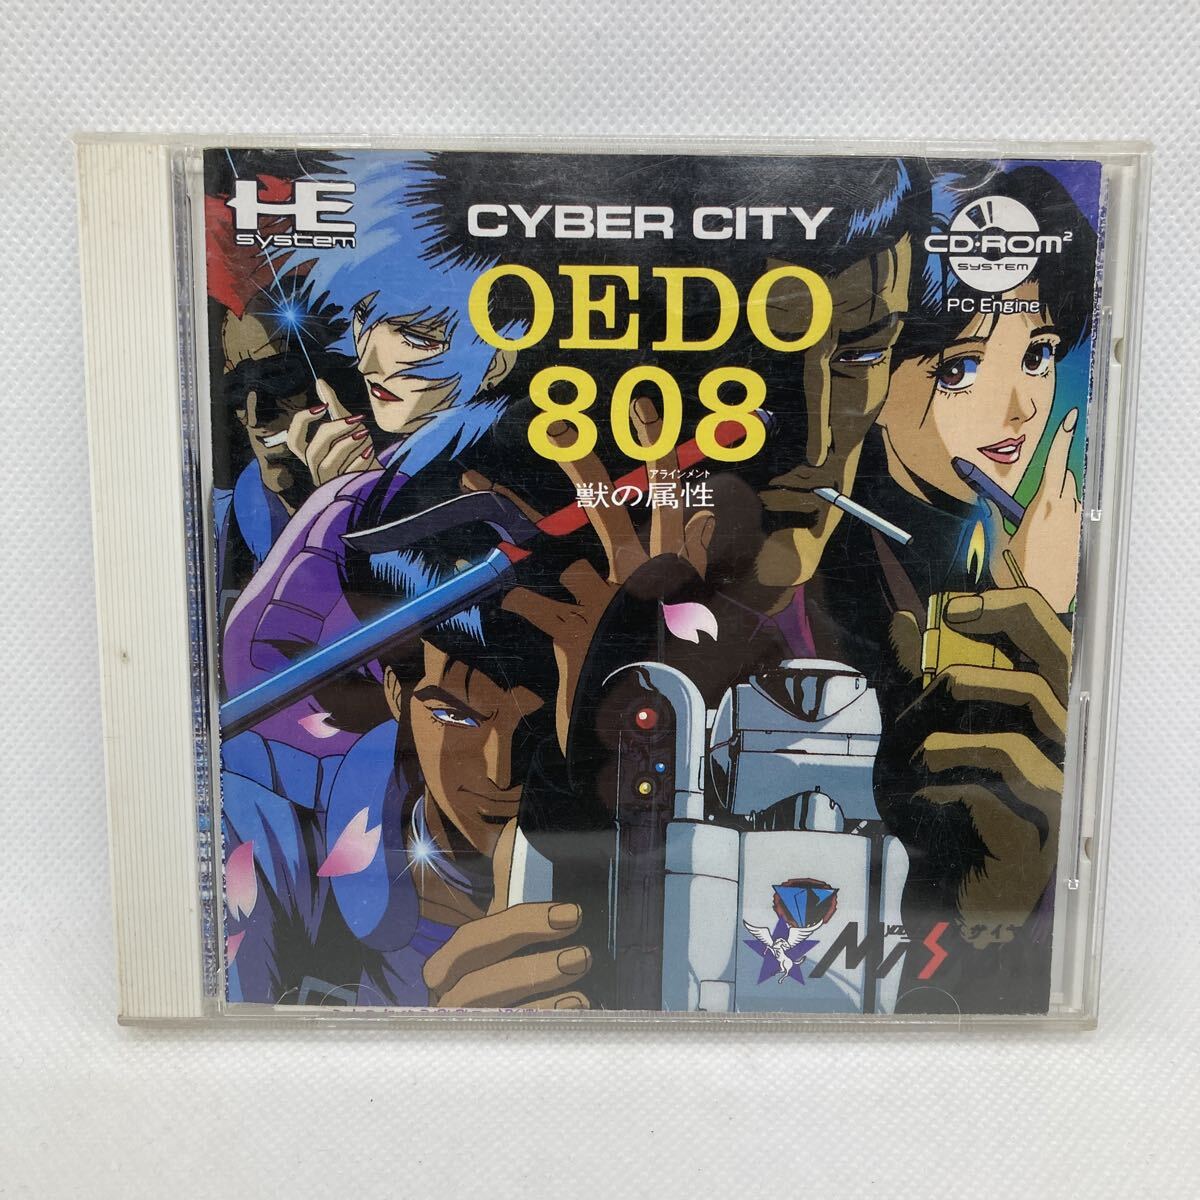 HE
system
CYBER CITY
OEDO
808
アラインメント
獣の属性
CD·ROM²
SYSTEM
PC Engine